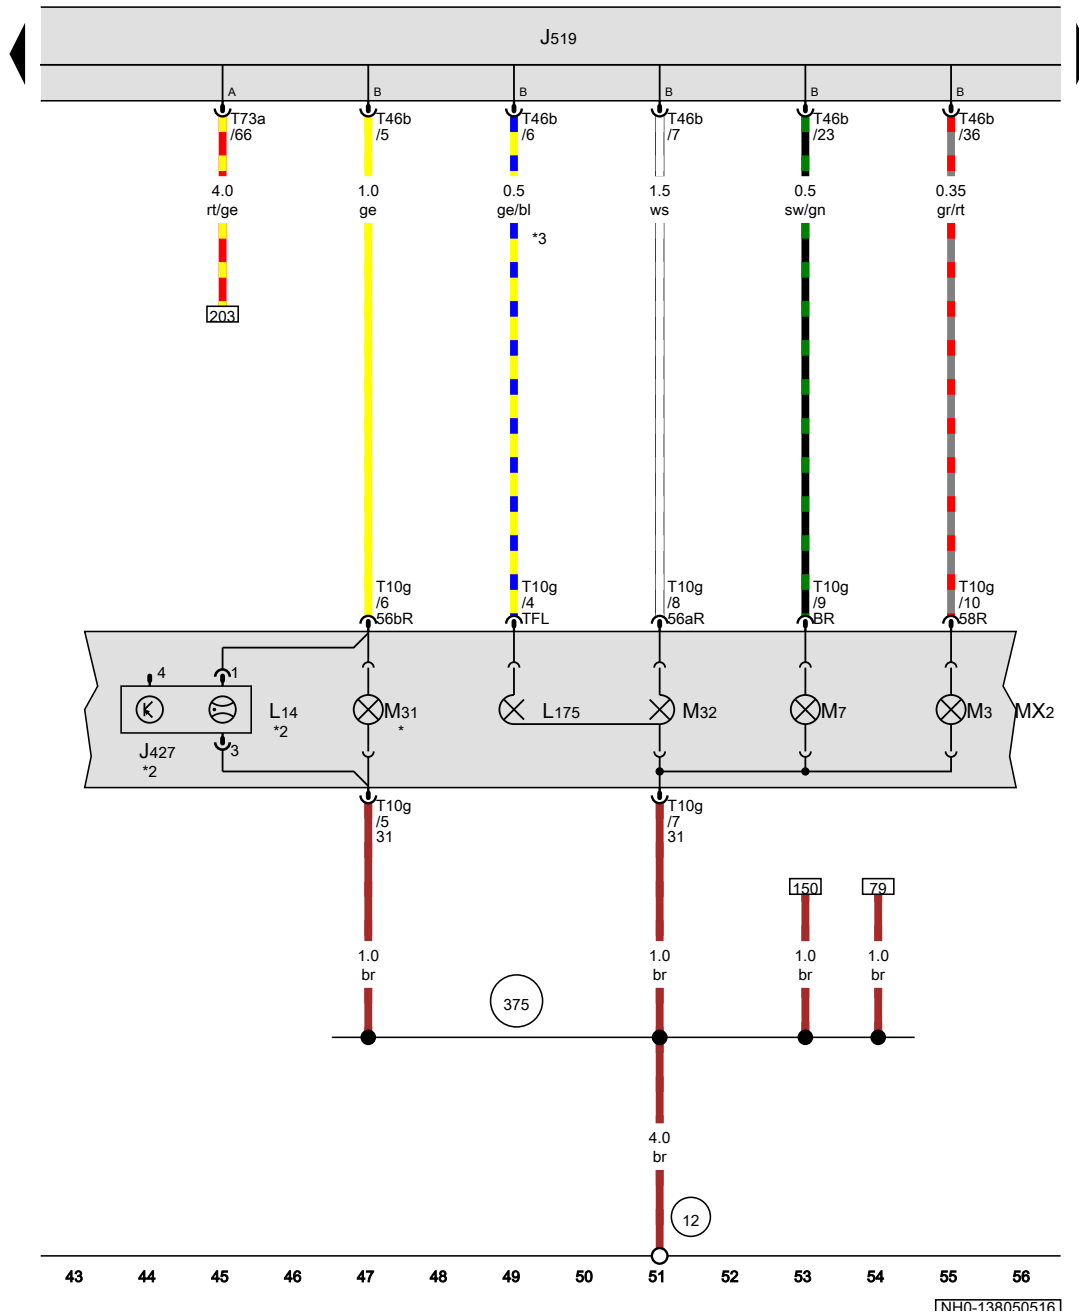 J519
A B B B B B
T73a T46b T46b T46b T46b T46b
/66 /5 /6 /7 /23 /36
4.0 1.0 0.5 1.5 0.5 0.35
rt/ge ge ge/bl ws sw/gn gr/rt
*3
203
T10g T10g T10g T10g T10g
/6 /4 /8 /9 /10
56bR TFL 56aR BR 58R
4 1
L14 M31 L175 M32 M7 M3 MX2
*2 *
J427 3
*2
T10g T10g
/5 /7
31 31
150 79
1.0 1.0 1.0 1.0
br br br br
375
4.0
br
12
43 44 45 46 47 48 49 50 51 52 53 54 55 56
NH0-138050516